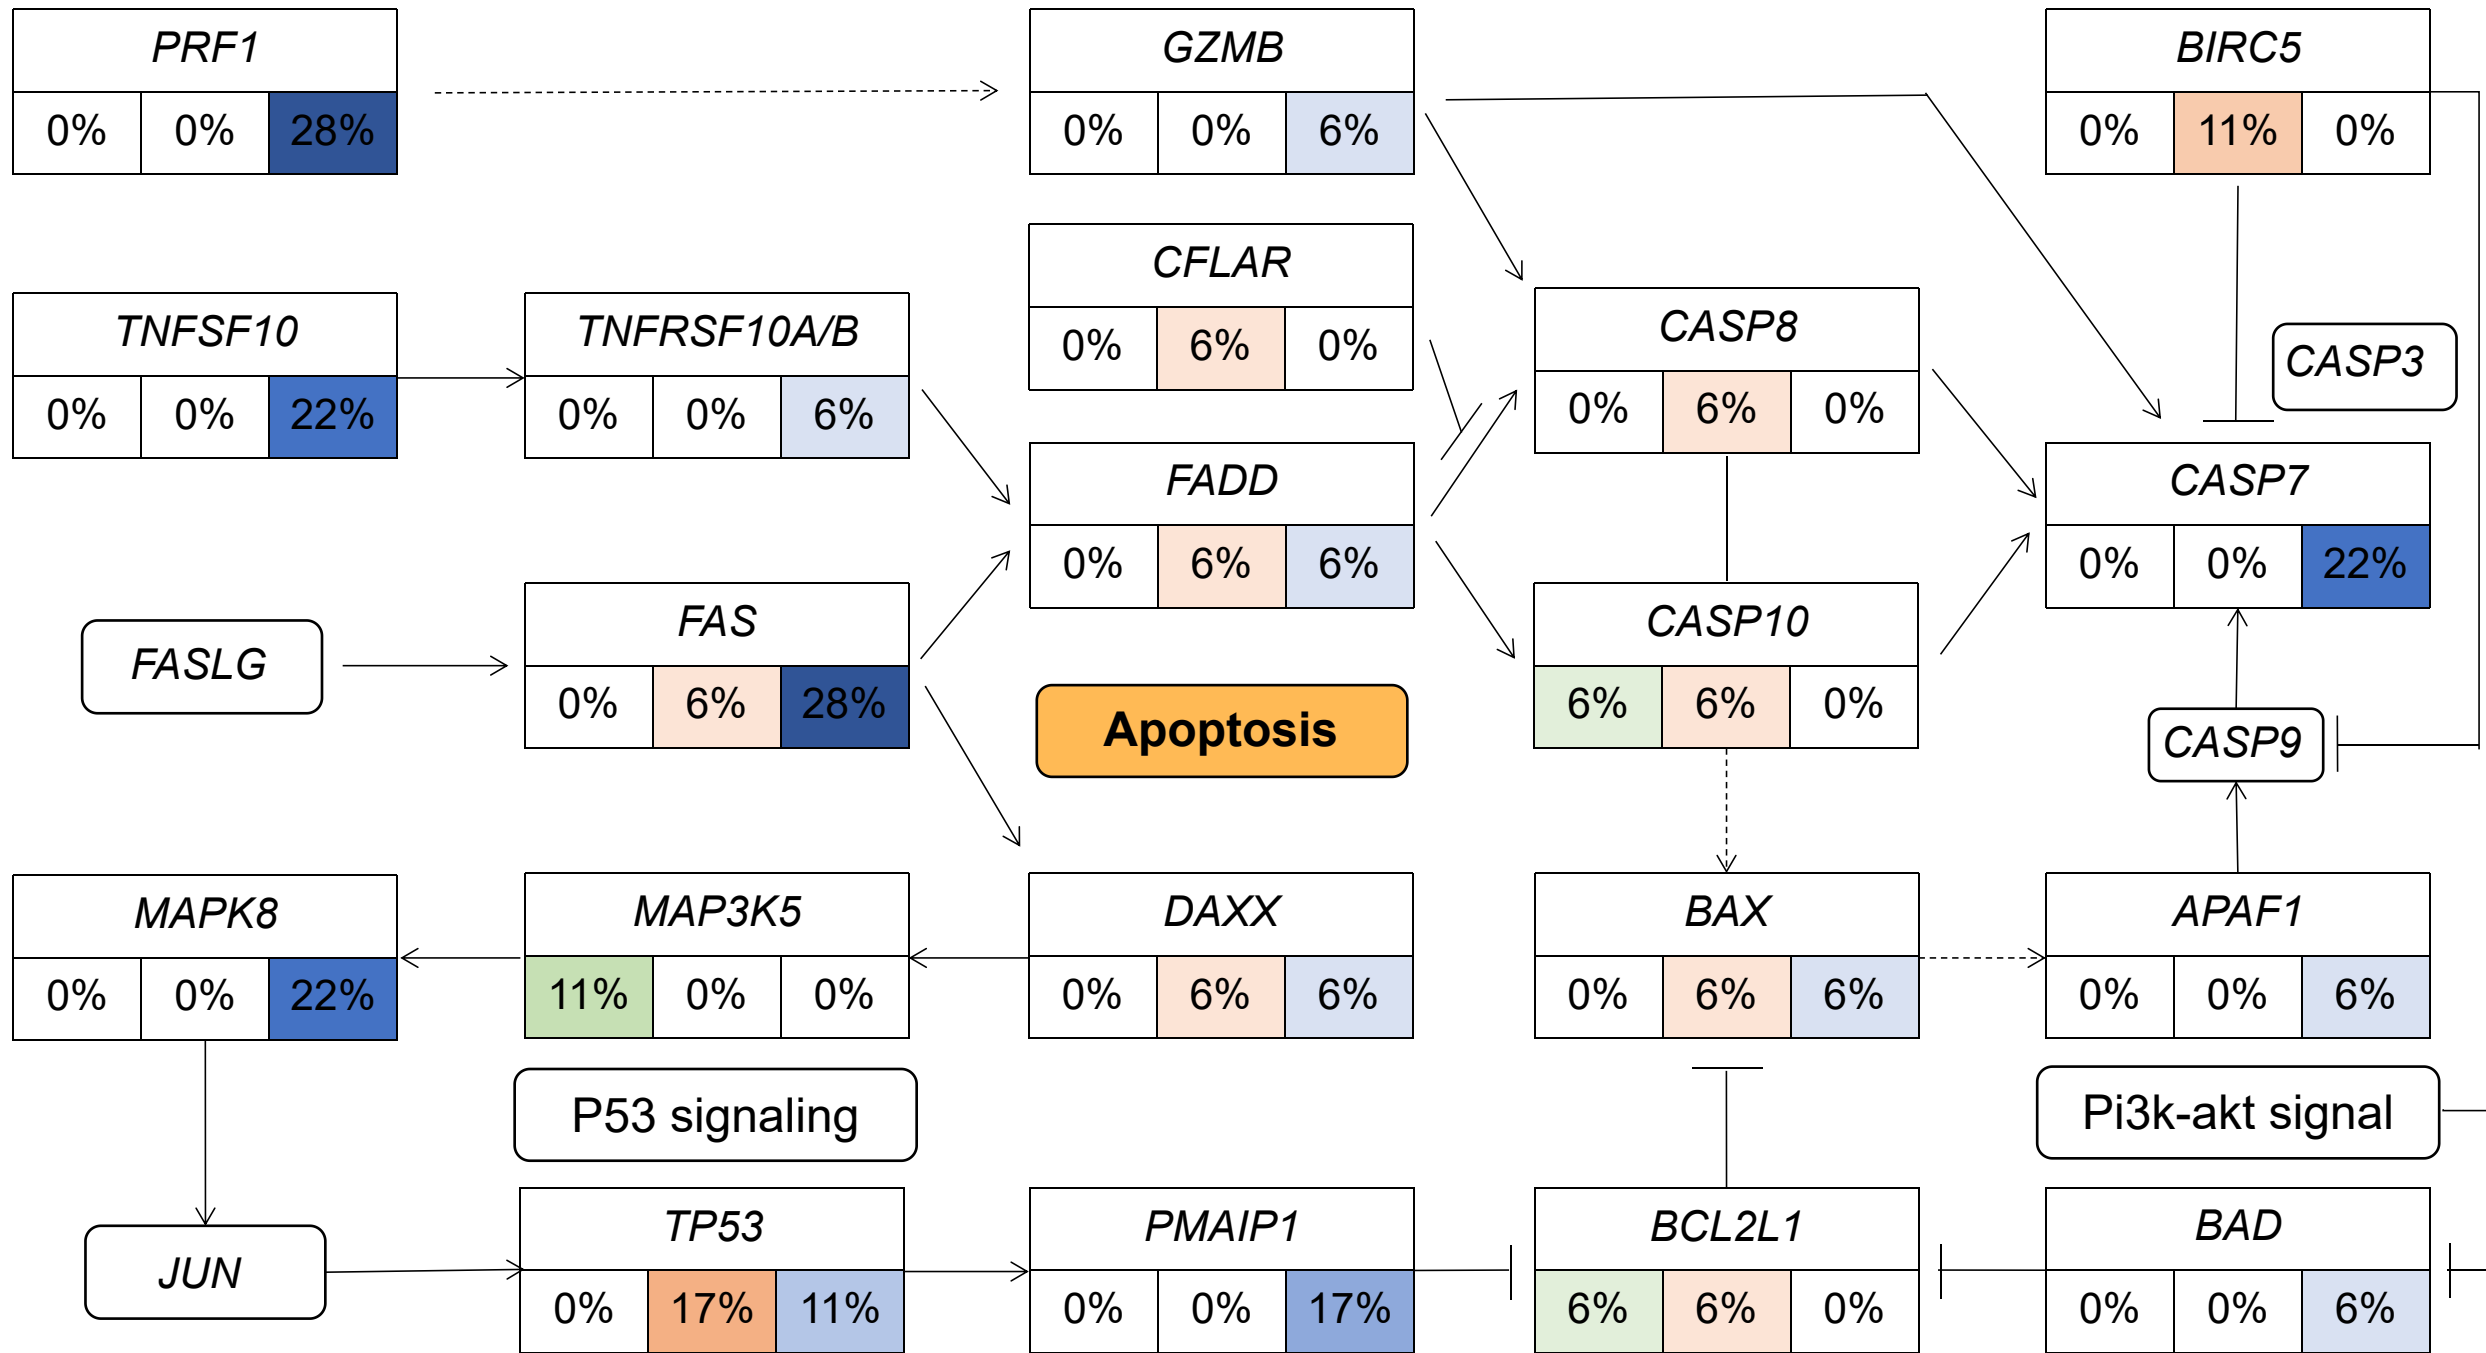 PRF1
0% 0% 28%
GZMB
0% 0% 6%
BIRC5
0% 11% 0%
TNFSF10
0% 0% 22%
TNFRSF10A/B
0% 0% 6%
CFLAR
0% 6% 0%
CASP8
0% 6% 0%
CASP3
FADD
0% 6% 6%
CASP7
0% 0% 22%
FASLG
FAS
0% 6% 28%
Apoptosis
CASP10
6% 6% 0%
CASP9
MAPK8
0% 0% 22%
MAP3K5
11% 0% 0%
DAXX
0% 6% 6%
BAX
0% 6% 6%
APAF1
0% 0% 6%
P53 signaling
Pi3k-akt signal
JUN
TP53
0% 17% 11%
PMAIP1
0% 0% 17%
BCL2L1
6% 6% 0%
BAD
0% 0% 6%